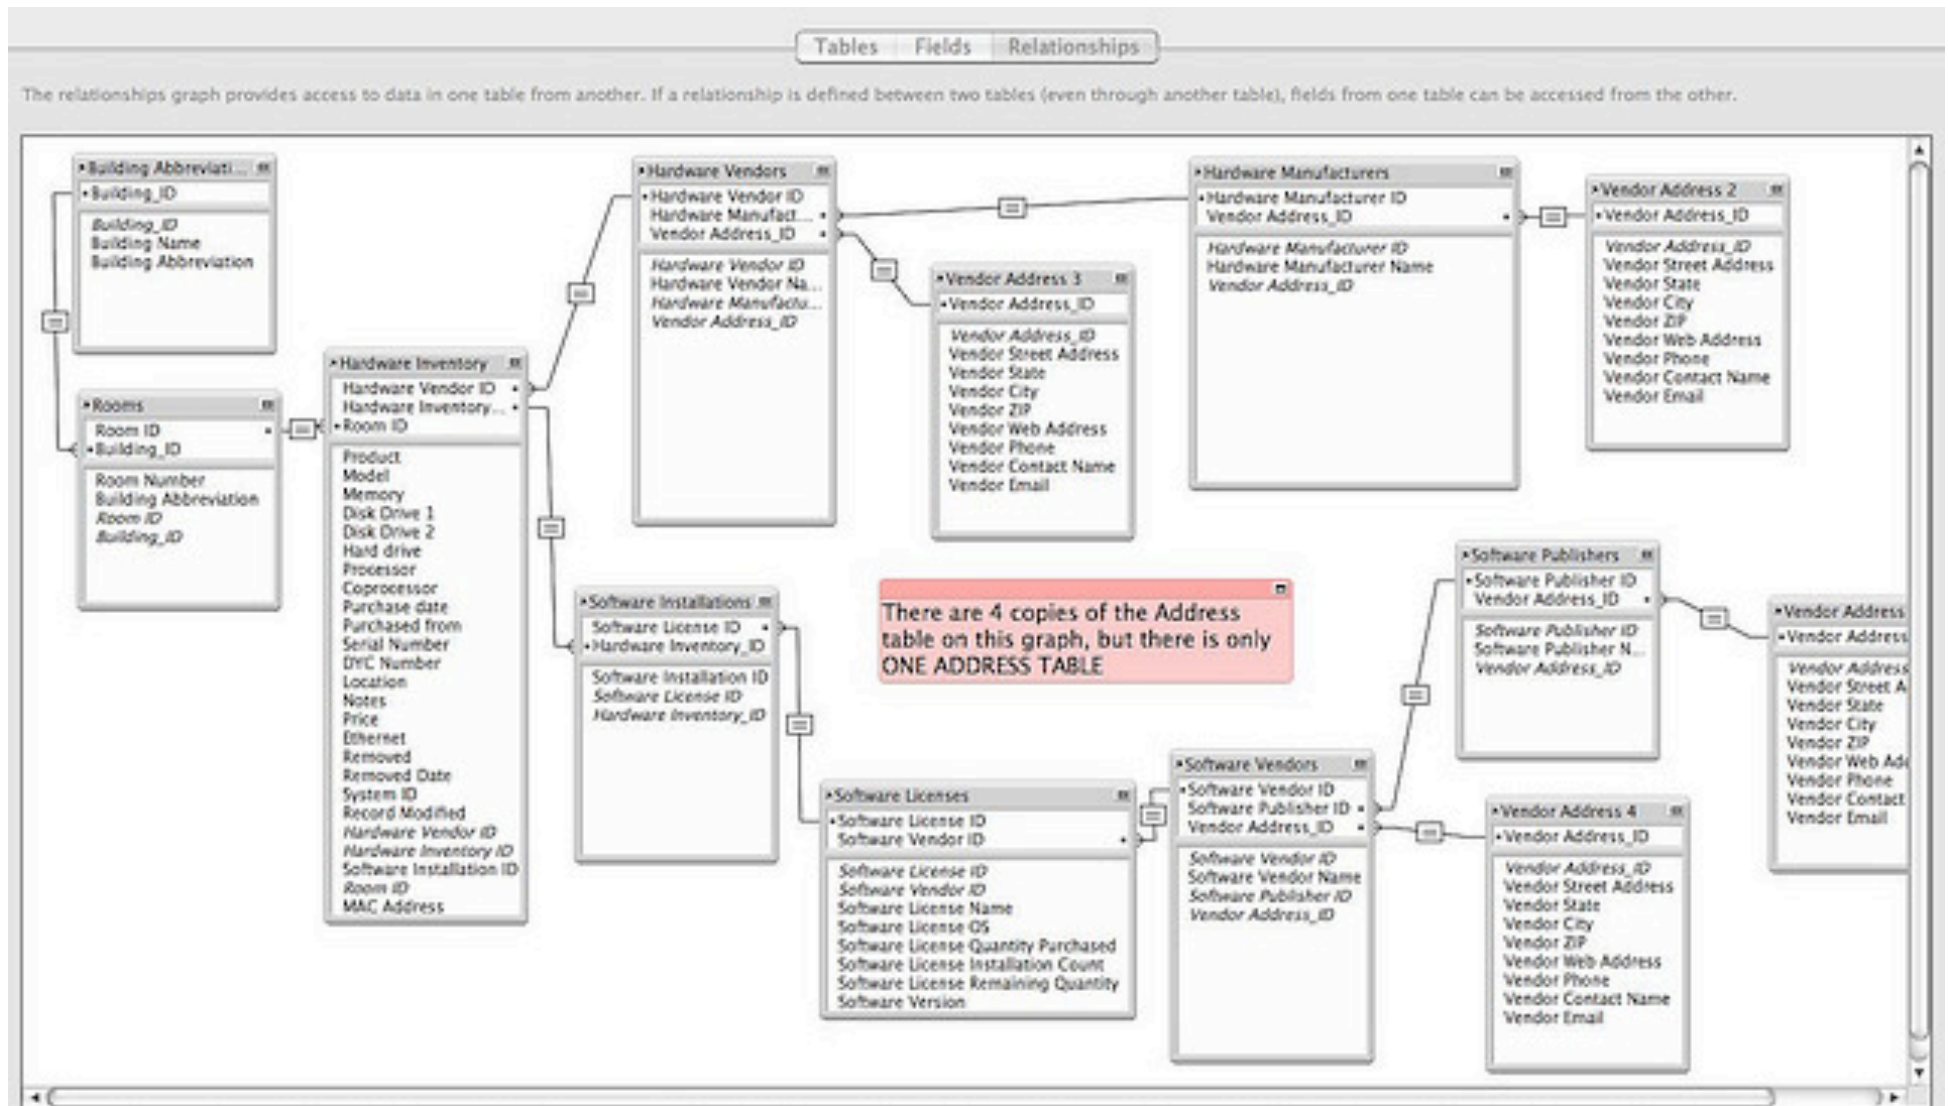 Tables Fields Relationships
The relationships graph provides access to data in one table from another. If a relationship is defined between two tables (even through another table), fields from one table can be accessed from the other.
Building Abbreviati...
Building_ID
Building_ID
Building Name
Building Abbreviation
Rooms
Room ID
Building_ID
Room Number
Building Abbreviation
Room ID
Building_ID
Hardware Inventory
Hardware Vendor ID
Hardware Inventory...
Room ID
Product
Model
Memory
Disk Drive 1
Disk Drive 2
Hard drive
Processor
Coprocessor
Purchase date
Purchased from
Serial Number
DYC Number
Location
Notes
Price
Ethernet
Removed
Removed Date
System ID
Record Modified
Hardware Vendor ID
Hardware Inventory ID
Software Installation ID
Room ID
MAC Address
Hardware Vendors
Hardware Vendor ID
Hardware Manufact...
Vendor Address_ID
Hardware Vendor ID
Hardware Vendor Na...
Hardware Manufactu...
Vendor Address_ID
Vendor Address 3
Vendor Address_ID
Vendor Address_ID
Vendor Street Address
Vendor State
Vendor City
Vendor ZIP
Vendor Web Address
Vendor Phone
Vendor Contact Name
Vendor Email
Hardware Manufacturers
Hardware Manufacturer ID
Vendor Address_ID
Hardware Manufacturer ID
Hardware Manufacturer Name
Vendor Address_ID
Vendor Address 2
Vendor Address_ID
Vendor Address_ID
Vendor Street Address
Vendor State
Vendor City
Vendor ZIP
Vendor Web Address
Vendor Phone
Vendor Contact Name
Vendor Email
Software Installations
Software License ID
Hardware Inventory_ID
Software Installation ID
Software License ID
Hardware Inventory_ID
There are 4 copies of the Address
table on this graph, but there is only
ONE ADDRESS TABLE
Software Licenses
Software License ID
Software Vendor ID
Software License ID
Software Vendor ID
Software License Name
Software License OS
Software License Quantity Purchased
Software License Installation Count
Software License Remaining Quantity
Software Version
Software Vendors
Software Vendor ID
Software Publisher ID
Vendor Address_ID
Software Vendor ID
Software Vendor Name
Software Publisher ID
Vendor Address_ID
Software Publishers
Software Publisher ID
Vendor Address_ID
Software Publisher ID
Software Publisher N...
Vendor Address_ID
Vendor Address 4
Vendor Address_ID
Vendor Address_ID
Vendor Street Address
Vendor State
Vendor City
Vendor ZIP
Vendor Web Address
Vendor Phone
Vendor Contact Name
Vendor Email
Vendor Address
Vendor Address
Vendor Address
Vendor Street A
Vendor State
Vendor City
Vendor ZIP
Vendor Web Ad
Vendor Phone
Vendor Contact
Vendor Email